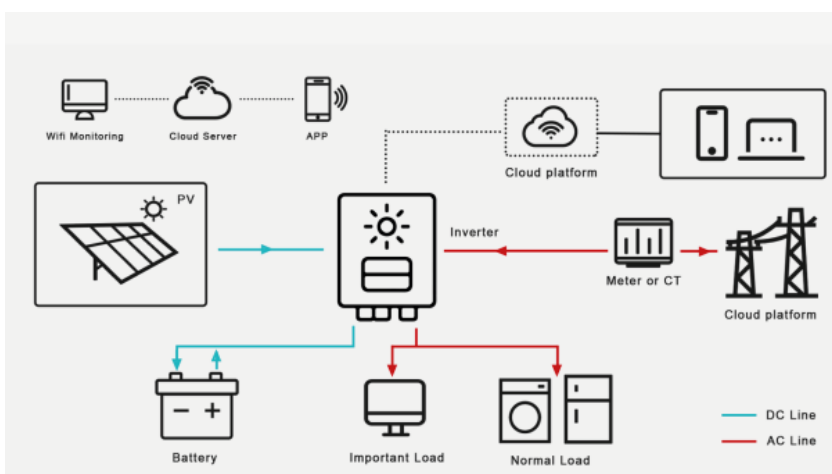 Wifi Monitoring
Cloud Server
APP
Cloud platform
PV
Inverter
Meter or CT
Cloud platform
Battery
Important Load
Normal Load
DC Line
AC Line